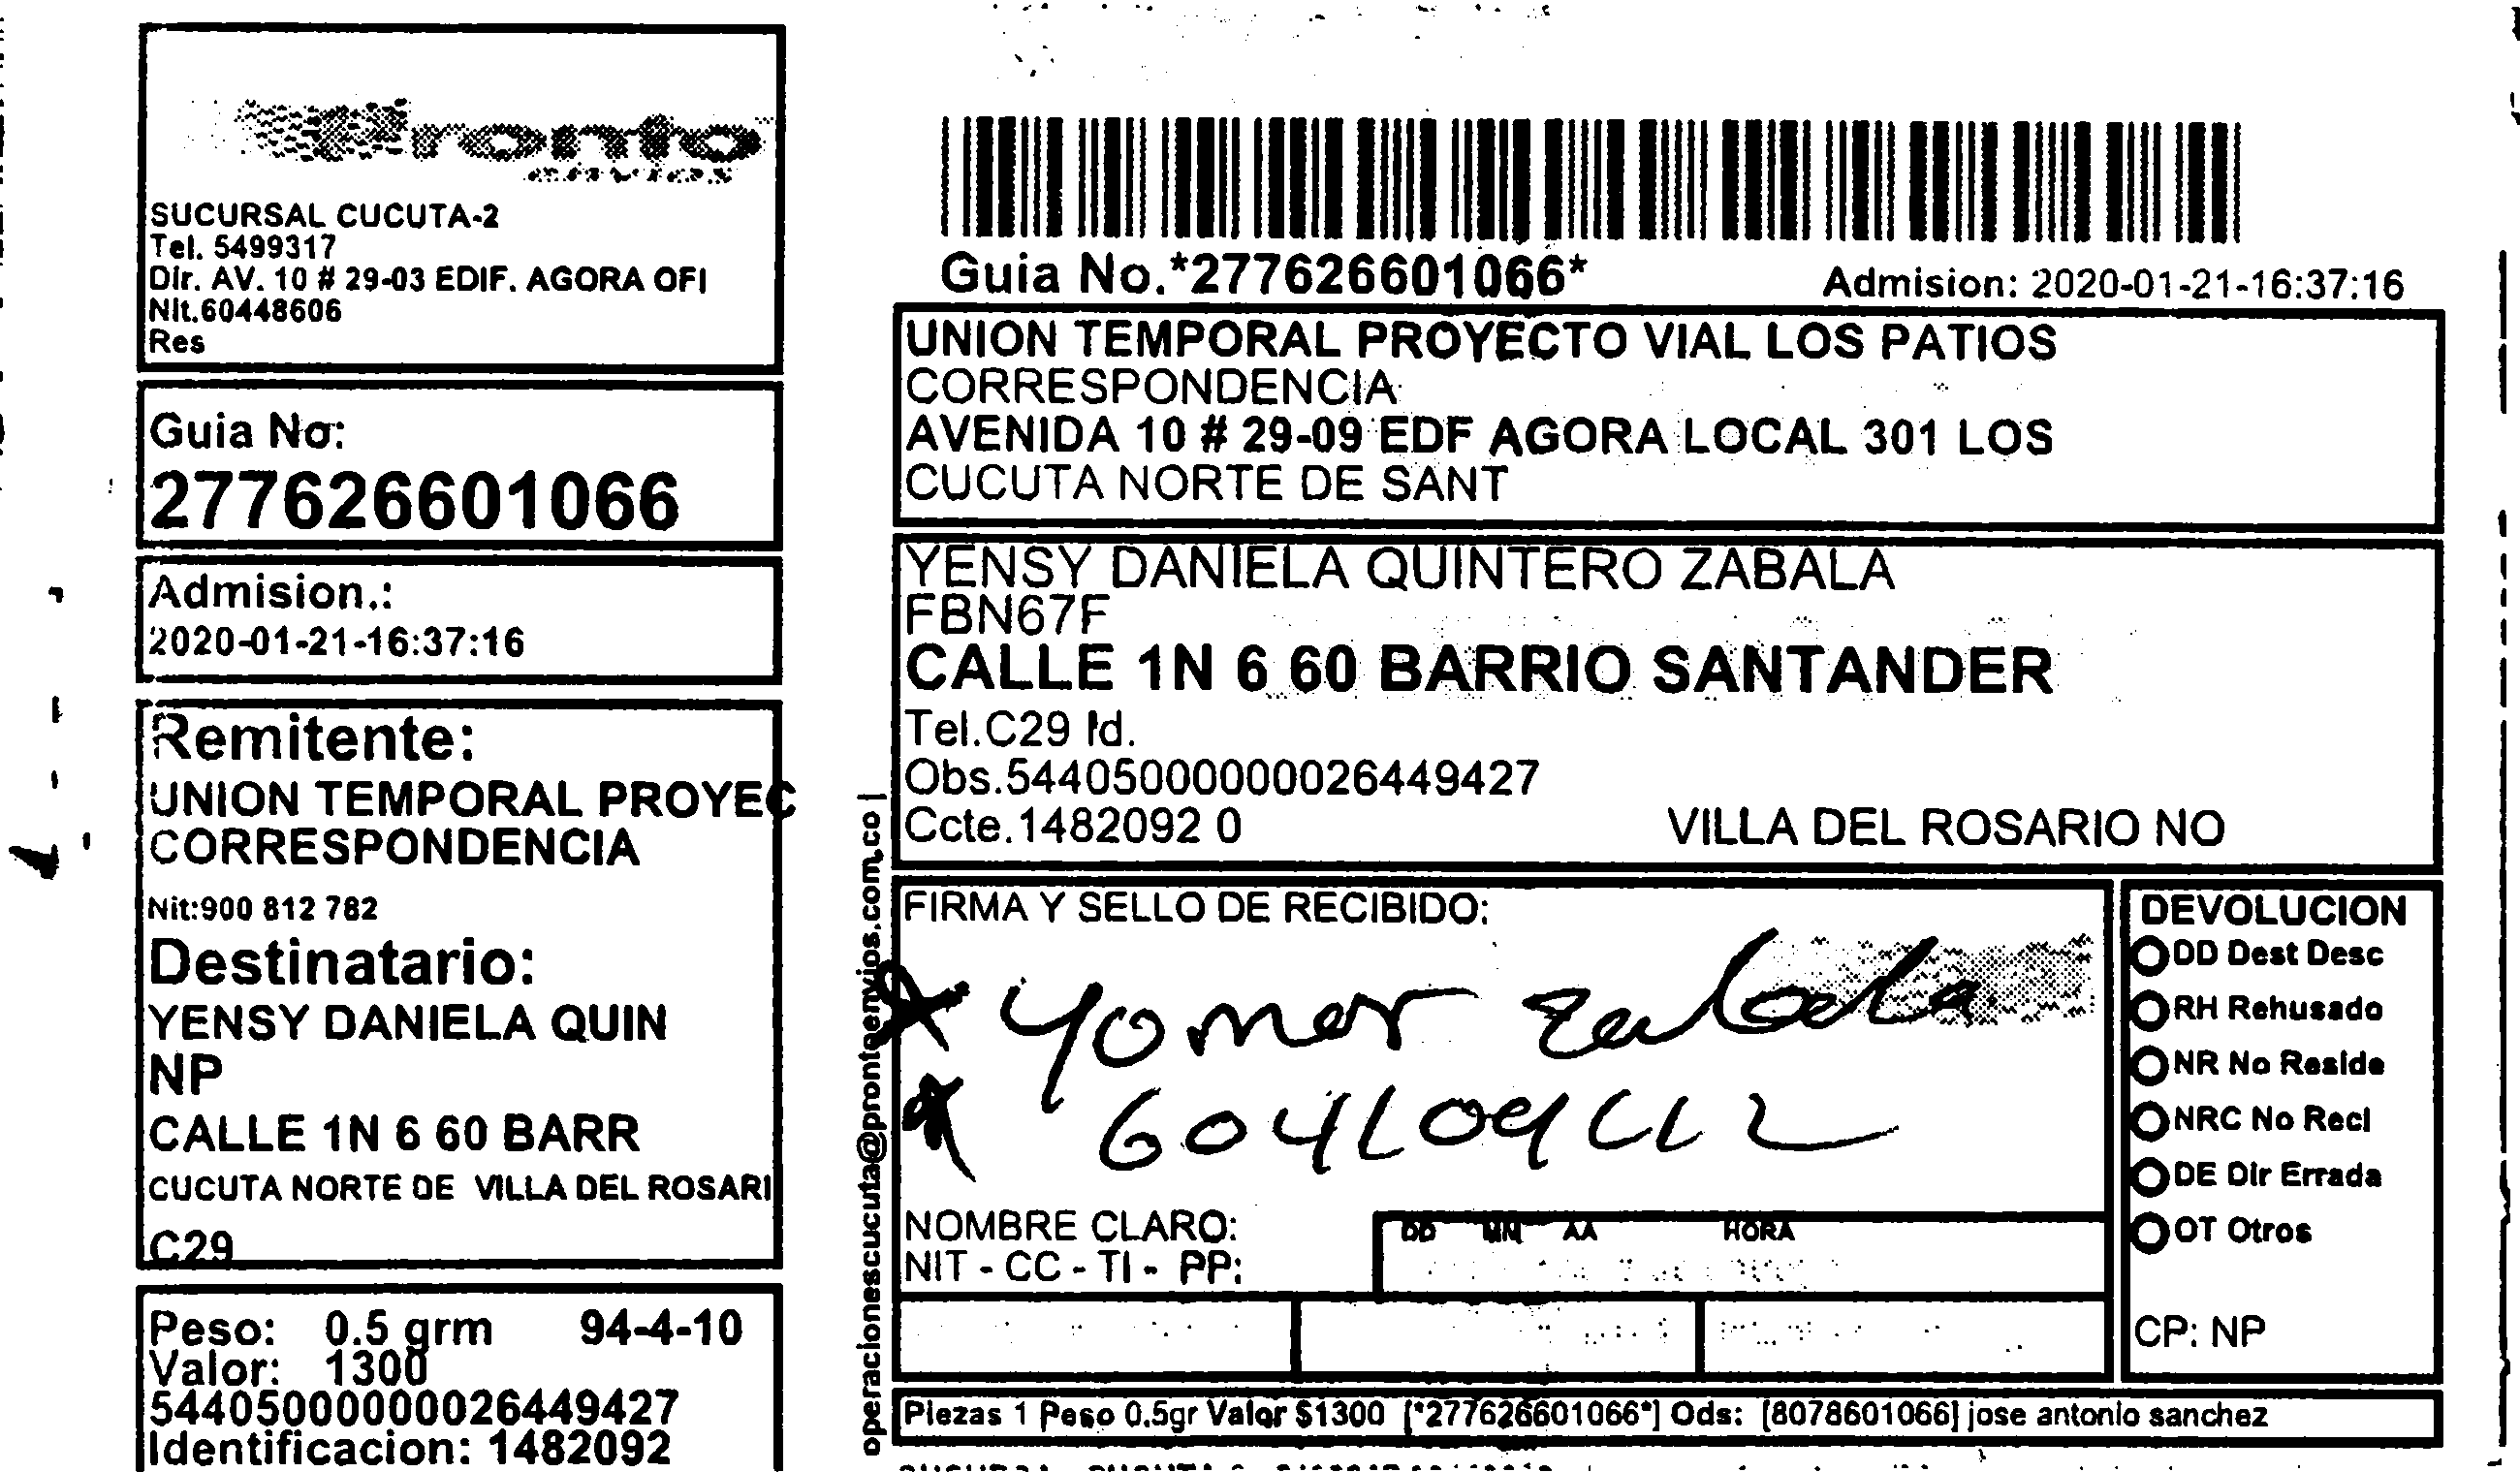 Pronto
envios
SUCURSAL CUCUTA-2
Tel. 5499317
Dir. AV. 10 # 29-03 EDIF. AGORA OFI
Nit.60448606
Res
Guia No:
277626601066
Admision.:
2020-01-21-16:37:16
Remitente:
UNION TEMPORAL PROYEC
CORRESPONDENCIA
Nit:900 812 782
Destinatario:
YENSY DANIELA QUIN
NP
CALLE 1N 6 60 BARR
CUCUTA NORTE DE VILLA DEL ROSARI
C29
Peso: 0.5 grm 94-4-10
Valor: 1300
544050000000026449427
Identificacion: 1482092
operacionescucuta@prontoenvios.com.co |
Guia No.*277626601066*
Admision: 2020-01-21-16:37:16
UNION TEMPORAL PROYECTO VIAL LOS PATIOS
CORRESPONDENCIA
AVENIDA 10 # 29-09 EDF AGORA LOCAL 301 LOS
CUCUTA NORTE DE SANT
YENSY DANIELA QUINTERO ZABALA
FBN67F
CALLE 1N 6 60 BARRIO SANTANDER
Tel.C29 Id.
Obs.544050000000026449427
Ccte.1482092 0 VILLA DEL ROSARIO NO
FIRMA Y SELLO DE RECIBIDO:
Yomar Zabala
NOMBRE CLARO:
NIT - CC - TI - PP:
DD MM AA HORA
DEVOLUCION
DD Dest Desc
RH Rehusado
NR No Reside
NRC No Recl
DE Dir Errada
OT Otros
CP: NP
Piezas 1 Peso 0.5gr Valor $1300 [*277626601066*] Ods: [8078601066] jose antonio sanchez